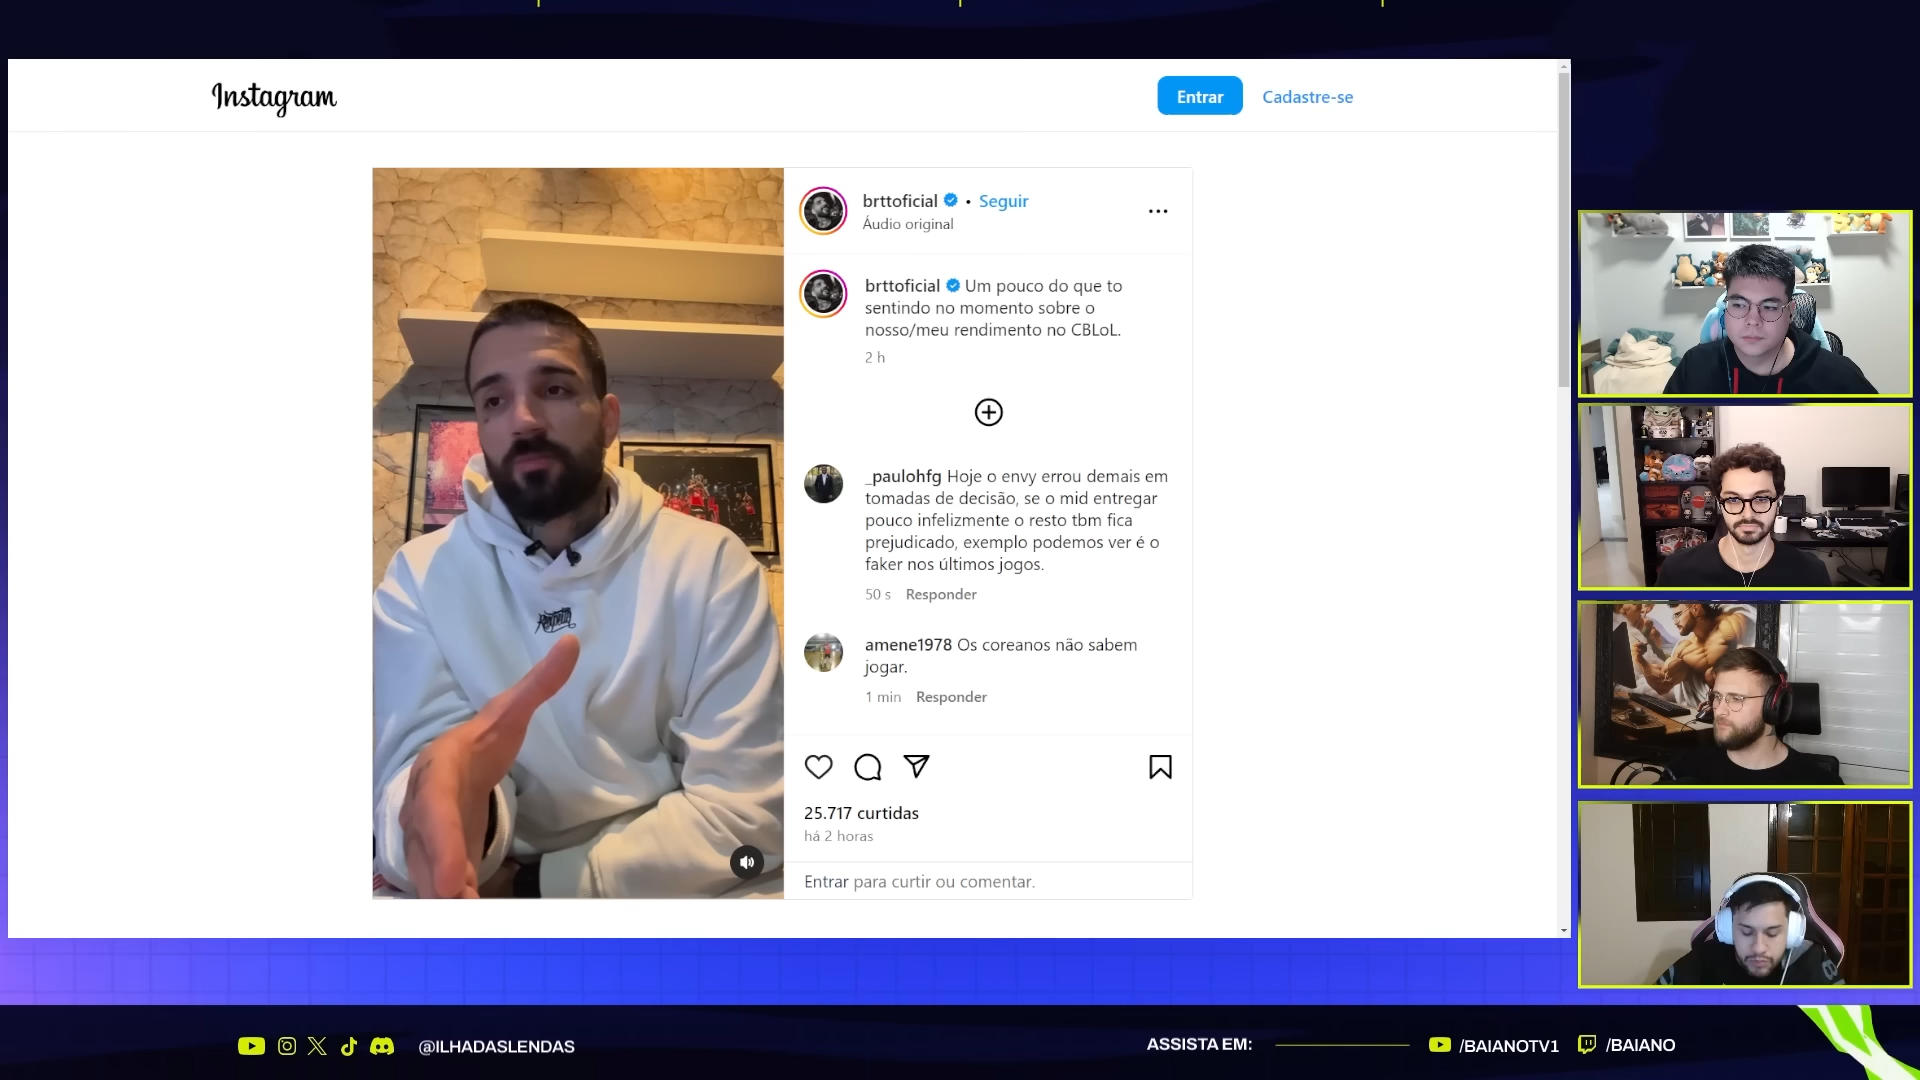 Instagram
Entrar
Cadastre-se
brttoficial • Seguir
Áudio original
brttoficial Um pouco do que to
sentindo no momento sobre o
nosso/meu rendimento no CBLoL.
2 h
_paulohfg Hoje o envy errou demais em
tomadas de decisão, se o mid entregar
pouco infelizmente o resto tbm fica
prejudicado, exemplo podemos ver é o
faker nos últimos jogos.
50 s Responder
amene1978 Os coreanos não sabem
jogar.
1 min Responder
25.717 curtidas
há 2 horas
Entrar para curtir ou comentar.
@ILHADASLENDAS
ASSISTA EM:
/BAIANOTV1
/BAIANO